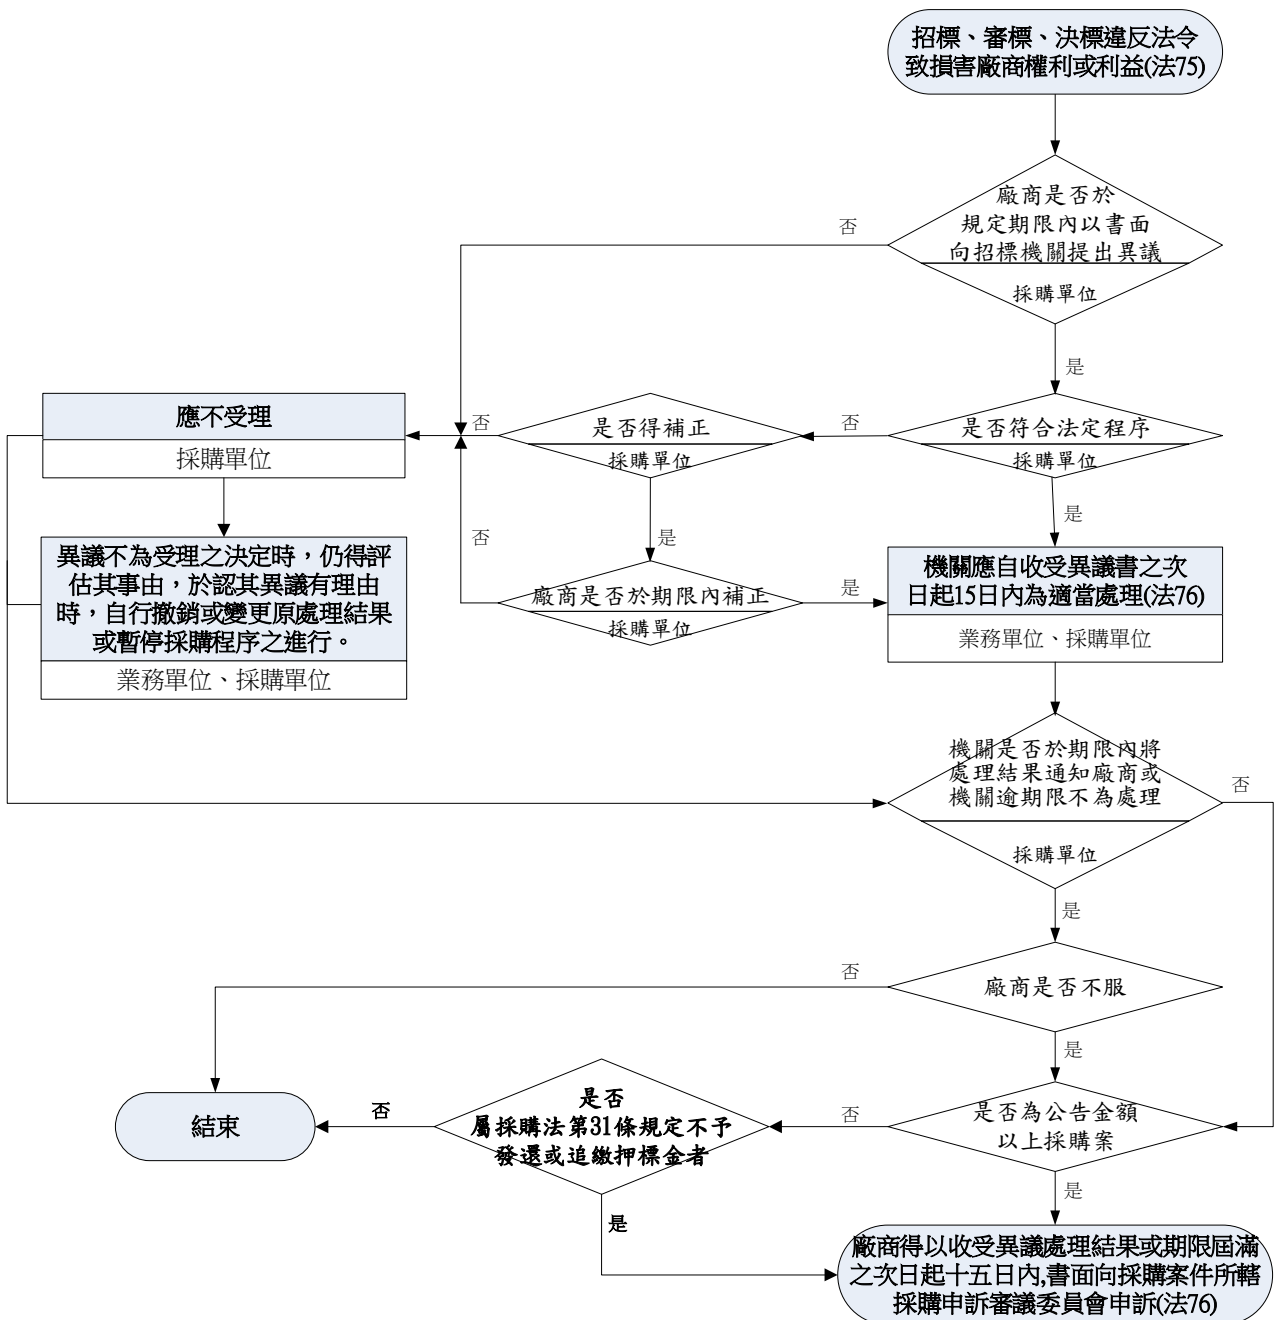 招標、審標、決標違反法令
致損害廠商權利或利益(法75)
廠商是否於
規定期限內以書面
向招標機關提出異議
採購單位
否
是
應不受理
採購單位
否
是否得補正
採購單位
否
是否符合法定程序
採購單位
是
是
否
異議不為受理之決定時，仍得評
估其事由，於認其異議有理由
時，自行撤銷或變更原處理結果
或暫停採購程序之進行。
業務單位、採購單位
廠商是否於期限內補正
採購單位
是
機關應自收受異議書之次
日起15日內為適當處理(法76)
業務單位、採購單位
機關是否於期限內將
處理結果通知廠商或
機關逾期限不為處理
採購單位
否
是
廠商是否不服
否
是
是否為公告金額
以上採購案
否
是
是否
屬採購法第31條規定不予
發還或追繳押標金者
否
是
結束
廠商得以收受異議處理結果或期限屆滿
之次日起十五日內,書面向採購案件所轄
採購申訴審議委員會申訴(法76)